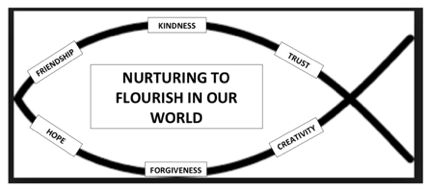 KINDNESS
FRIENDSHIP
TRUST
NURTURING TO
FLOURISH IN OUR
WORLD
HOPE
CREATIVITY
FORGIVENESS